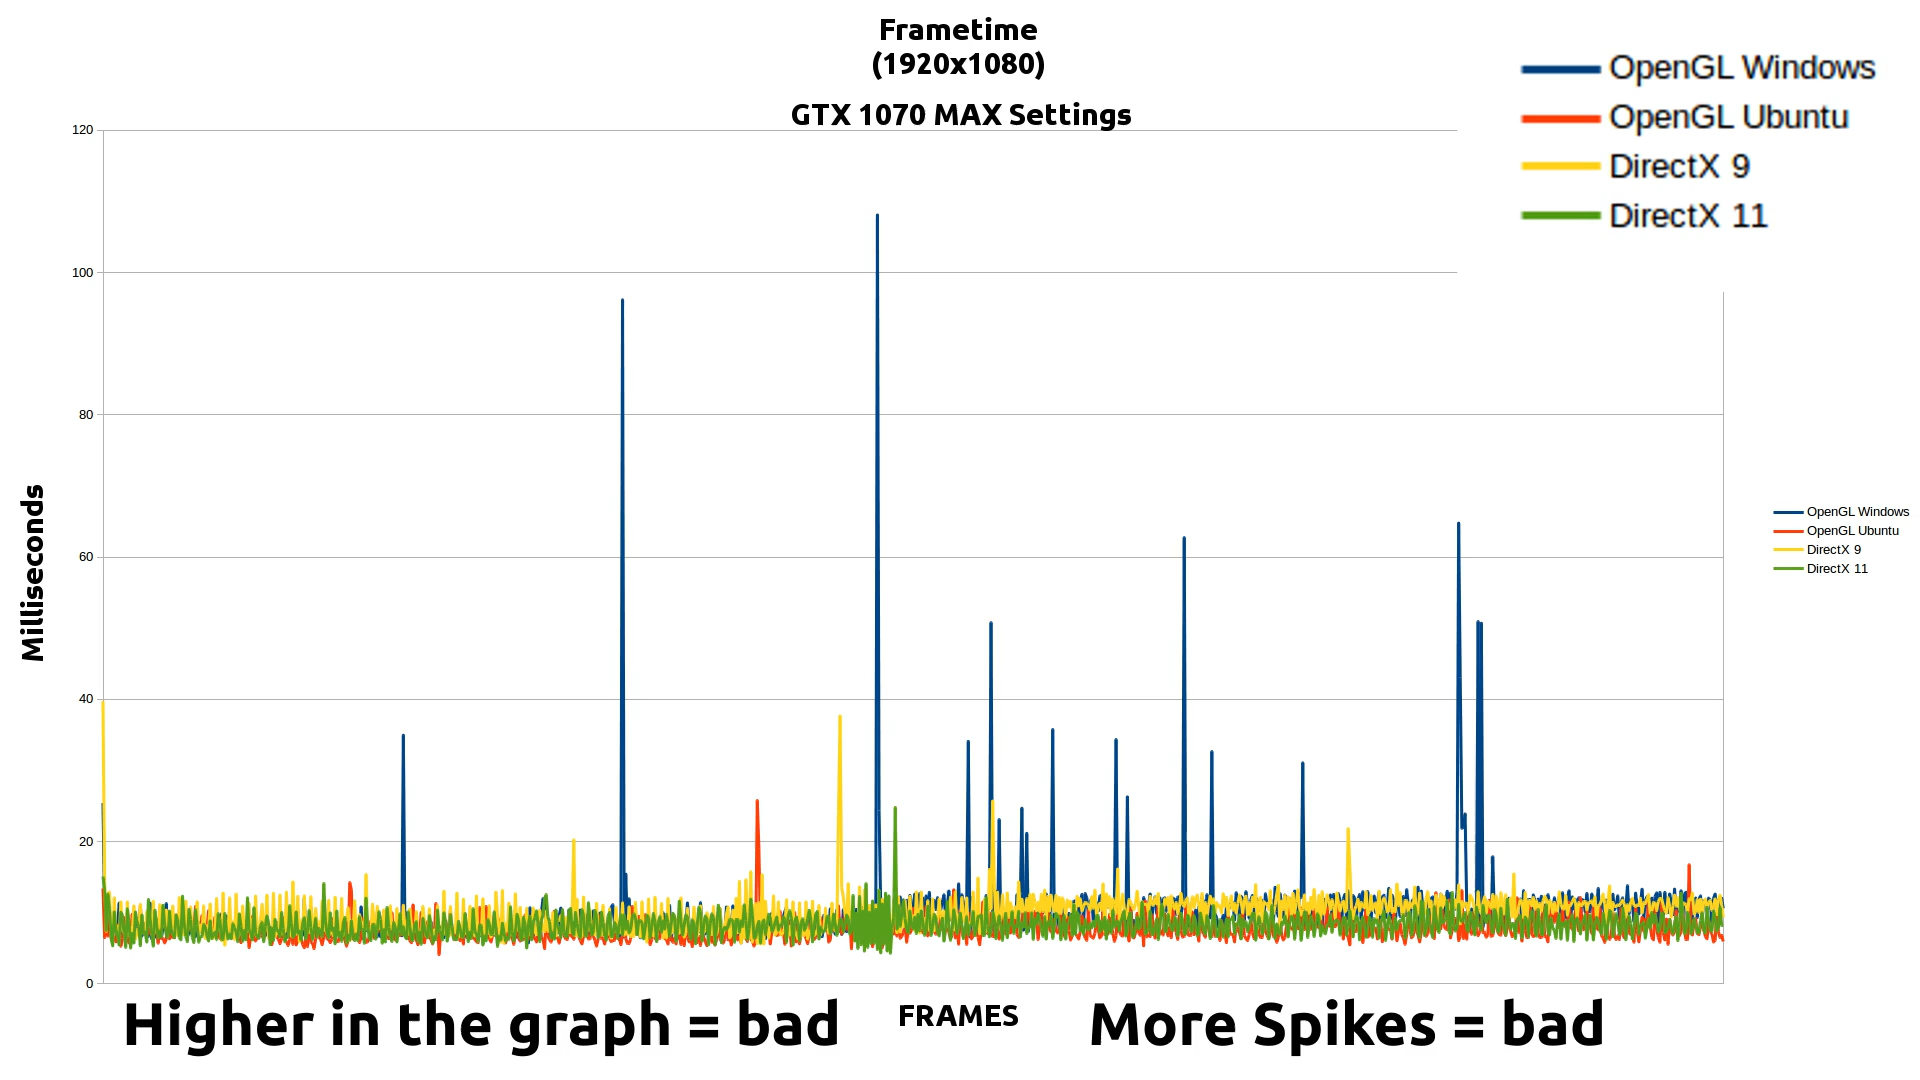 Frametime
(1920x1080)
GTX 1070 MAX Settings
OpenGL Windows
OpenGL Ubuntu
DirectX 9
DirectX 11
120
100
80
60
40
20
0
Milliseconds
OpenGL Windows
OpenGL Ubuntu
DirectX 9
DirectX 11
Higher in the graph = bad
FRAMES
More Spikes = bad